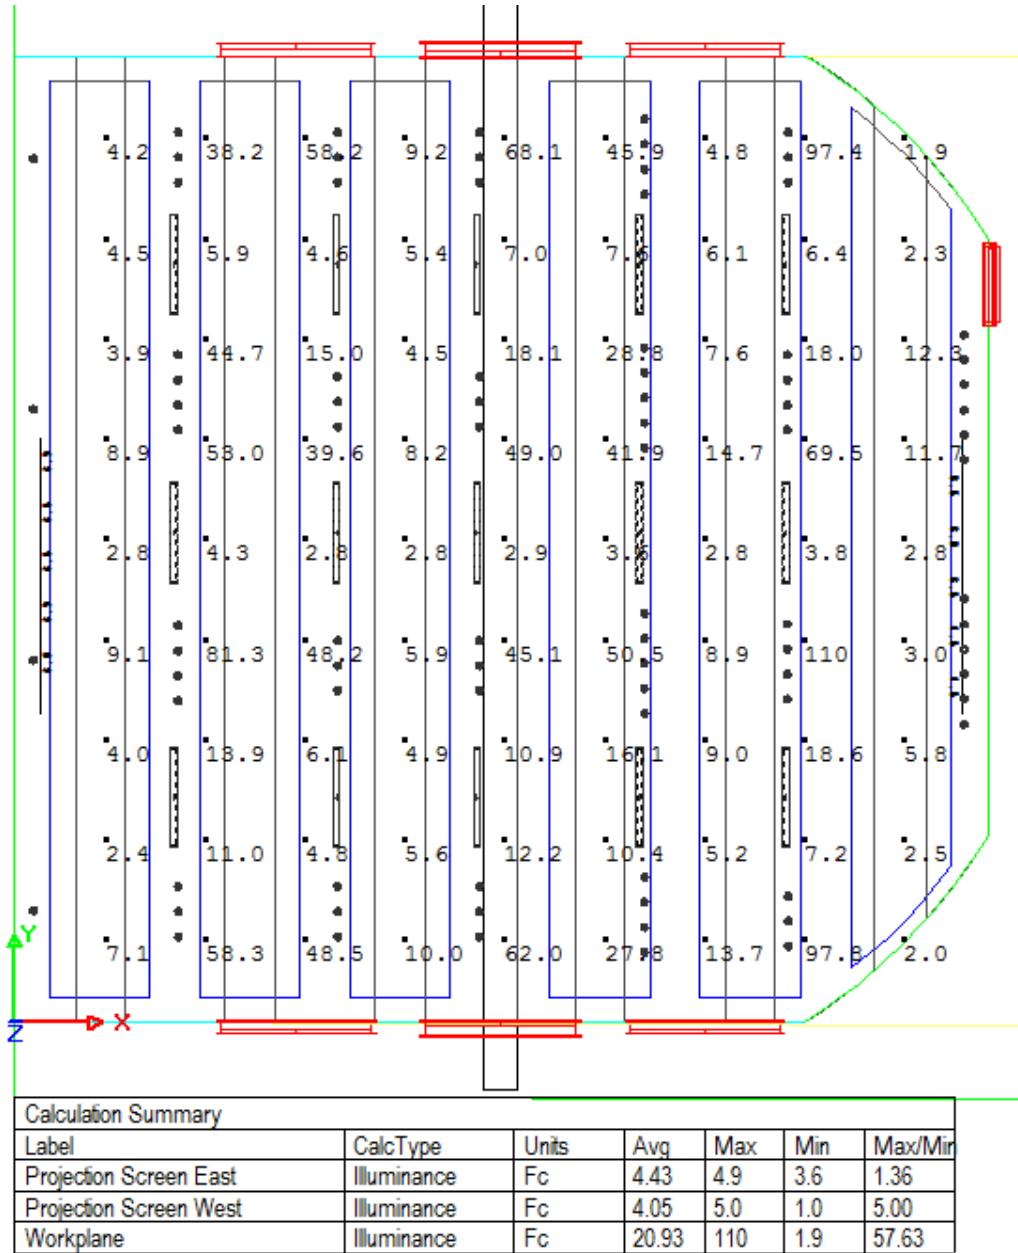 4.2 38.2 58.2 9.2 68.1 45.9 4.8 97.4 1.9
4.5 5.9 4.6 5.4 7.0 7.5 6.1 6.4 2.3
3.9 44.7 15.0 4.5 18.1 28.8 7.6 18.0 12.3
8.9 53.0 39.6 8.2 49.0 41.9 14.7 69.5 11.7
2.8 4.3 2.8 2.8 2.9 2.8 3.8 2.8
9.1 81.3 48.2 5.9 45.1 50.5 8.9 110 3.0
4.0 13.9 6.1 4.9 10.9 16.1 9.0 18.6 5.8
2.4 11.0 4.8 5.6 12.2 10.4 5.2 7.2 2.5
Y
7.1 58.3 48.5 10.0 62.0 27.8 13.7 97.8 2.0
X
Z
Calculation Summary
Label CalcType Units Avg Max Min Max/Min
Projection Screen East Illuminance Fc 4.43 4.9 3.6 1.36
Projection Screen West Illuminance Fc 4.05 5.0 1.0 5.00
Workplane Illuminance Fc 20.93 110 1.9 57.63